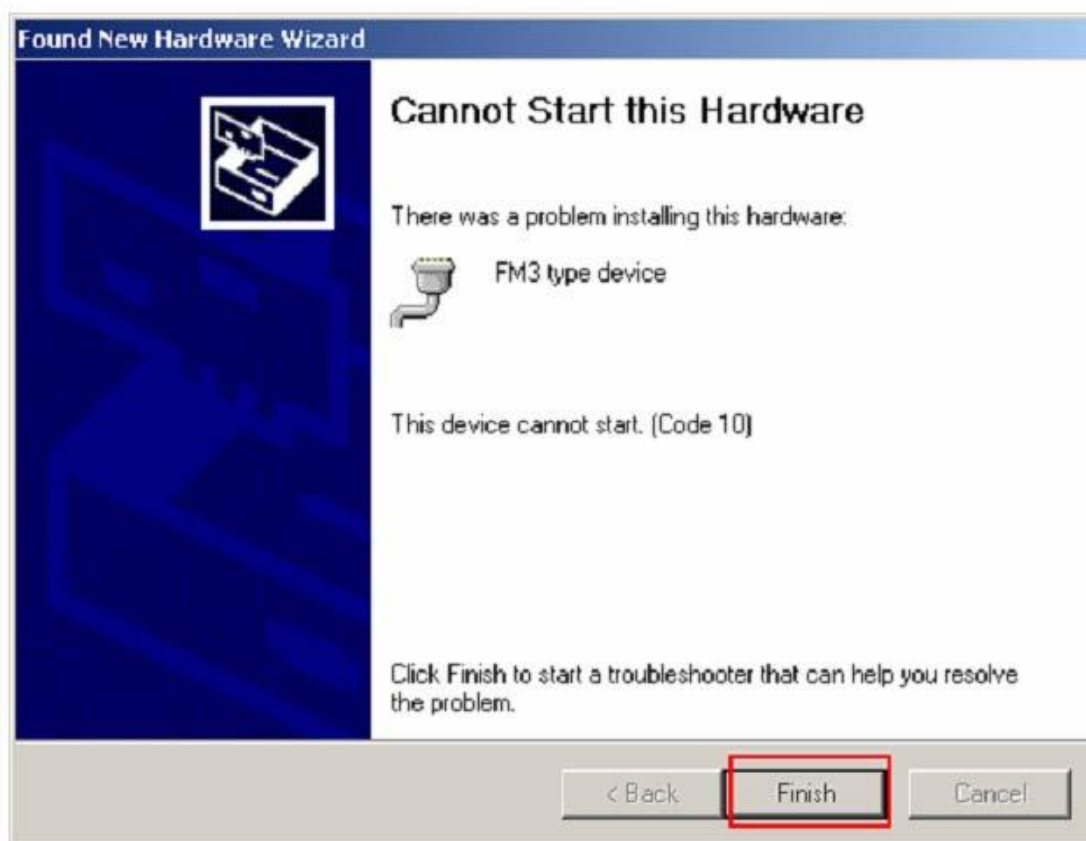 Found New Hardware Wizard
Cannot Start this Hardware
There was a problem installing this hardware:
FM3 type device
This device cannot start. (Code 10)
Click Finish to start a troubleshooter that can help you resolve
the problem.
< Back
Finish
Cancel